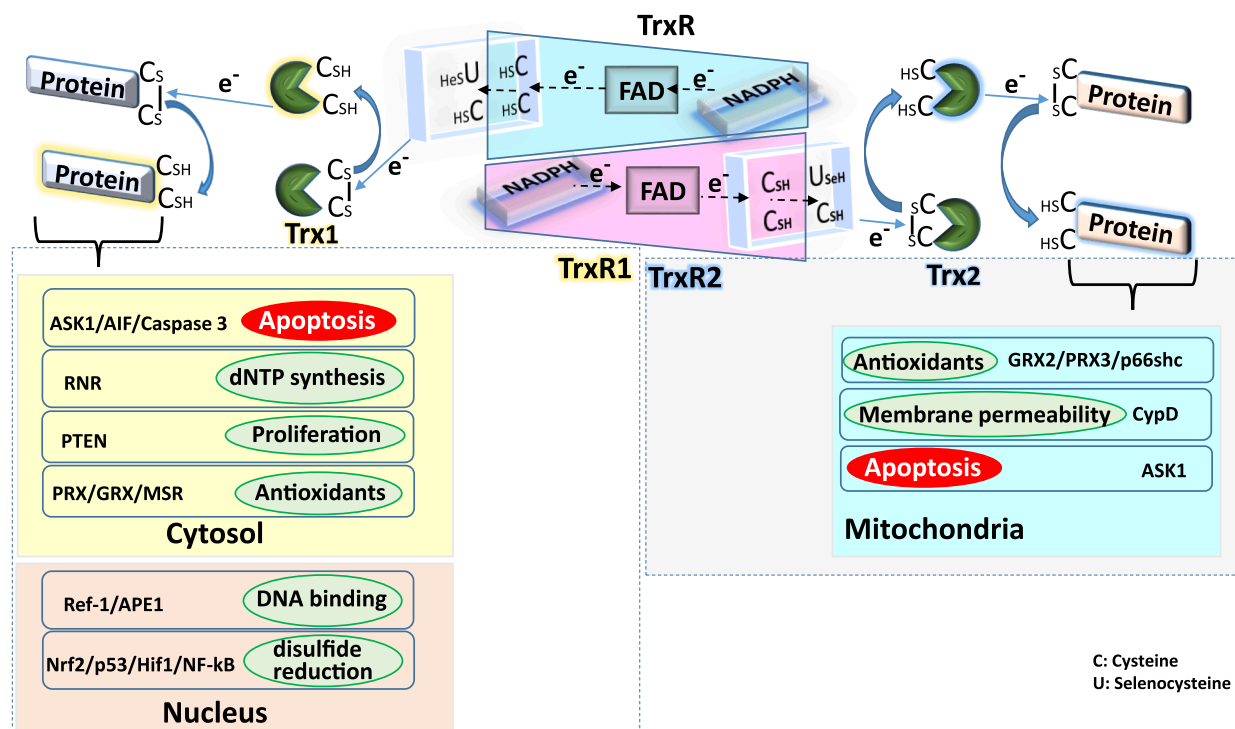 TrxR
Protein
CS
CS
e-
CSH
CSH
HeSU
HSC
HSC
HSC
e-
FAD
e-
NADPH
HSC
HSC
e-
SC
SC
Protein
Protein
CSH
CSH
CS
CS
Trx1
e-
NADPH
e-
FAD
e-
CSH
CSH
USeH
CSH
e-
SC
SC
Trx2
HSC
HSC
Protein
TrxR1
TrxR2
ASK1/AIF/Caspase 3
Apoptosis
RNR
dNTP synthesis
PTEN
Proliferation
PRX/GRX/MSR
Antioxidants
Cytosol
Ref-1/APE1
DNA binding
Nrf2/p53/Hif1/NF-kB
disulfide
reduction
Nucleus
Antioxidants
GRX2/PRX3/p66shc
Membrane permeability
CypD
Apoptosis
ASK1
Mitochondria
C: Cysteine
U: Selenocysteine